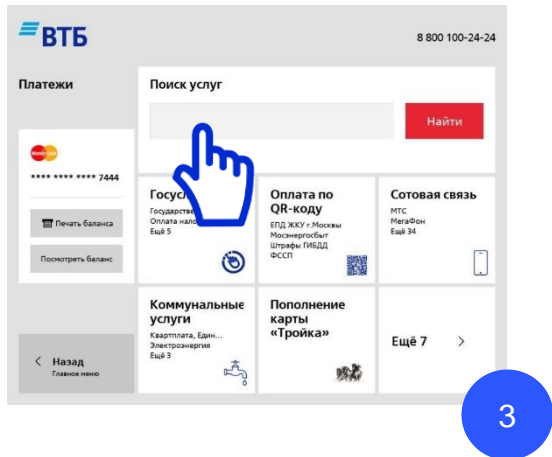 ВТБ
8 800 100-24-24
Платежи
Поиск услуг
Найти
**** **** **** 7444
Печать баланса
Посмотреть баланс
Государстве
Оплата нало
Ещё 5
Оплата по
QR-коду
ЕПД ЖКУ г.Москвы
Мосэнергосбыт
Штрафы ГИБДД
ФССП
Сотовая связь
МТС
МегаФон
Ещё 34
Коммунальные
услуги
Квартплата, Един...
Электроэнергия
Ещё 3
Пополнение
карты
«Тройка»
Ещё 7
Назад
Главное меню
3